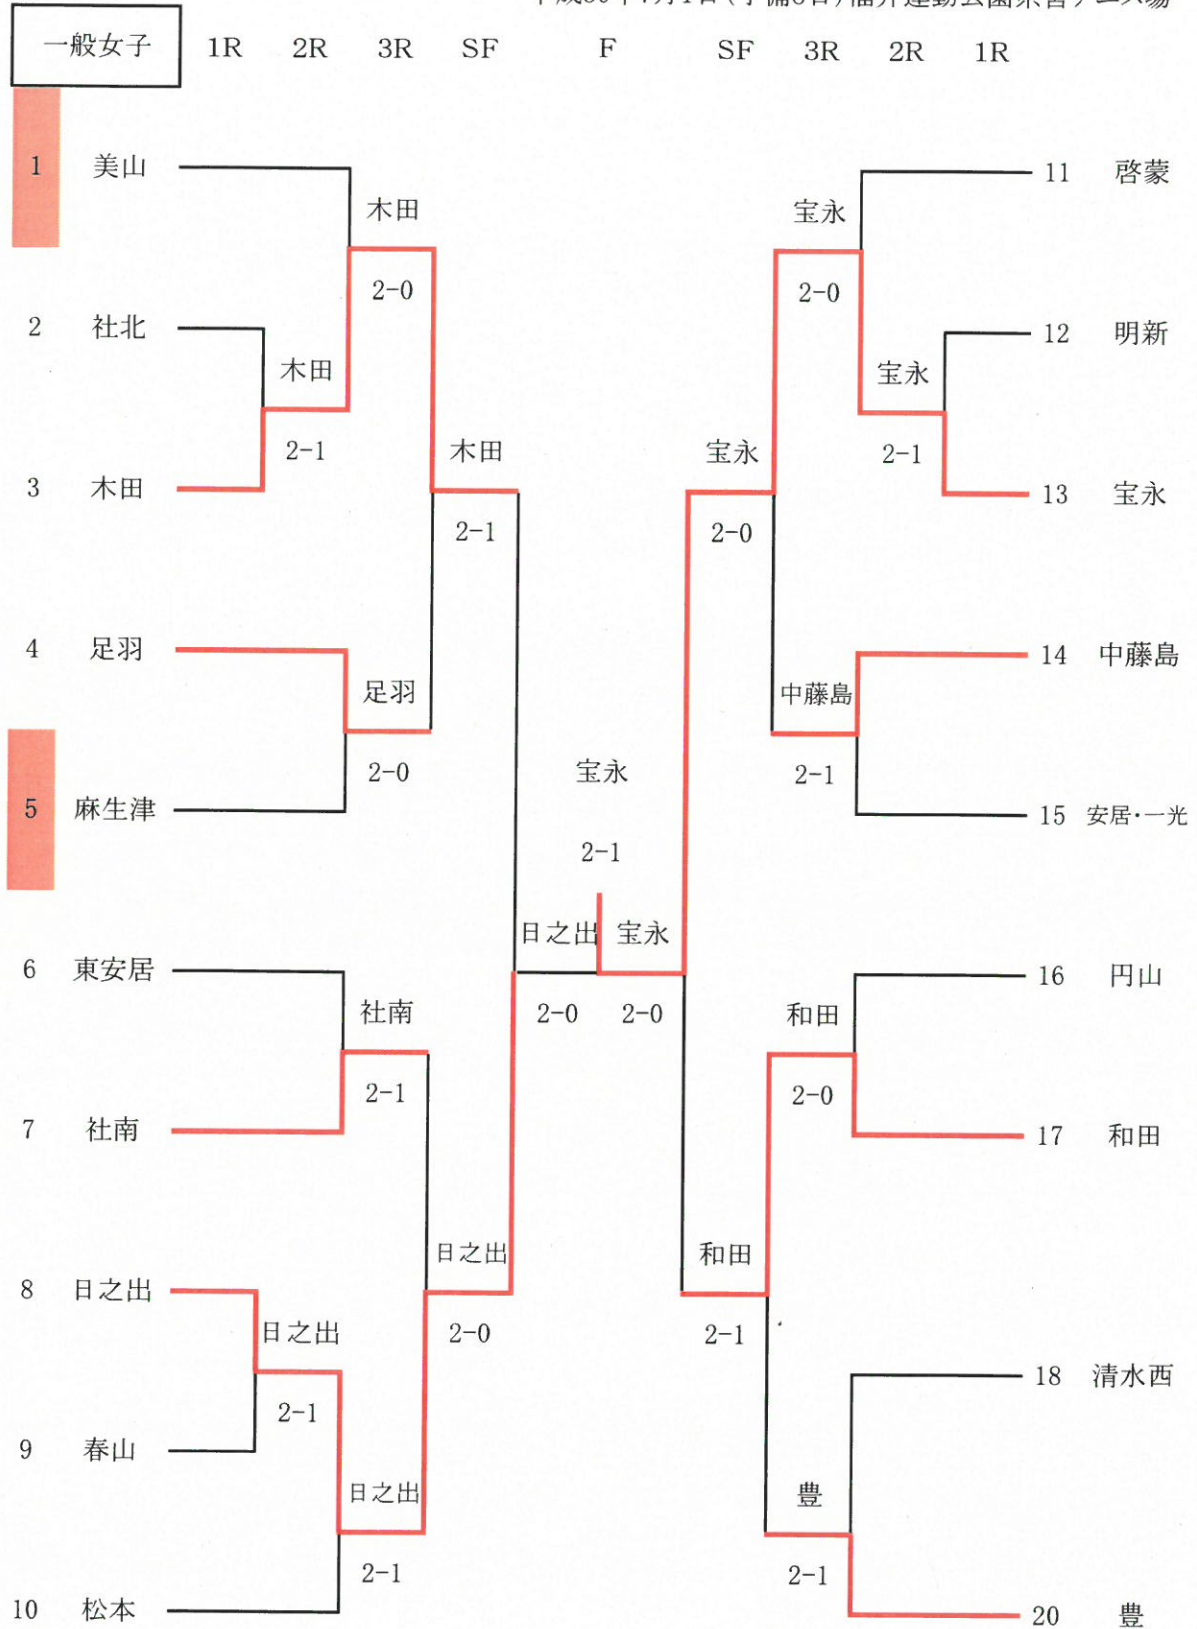 一般女子 1R 2R 3R SF F SF 3R 2R 1R
1 美山
11 啓蒙
木田
宝永
2-0
2-0
2 社北
12 明新
木田
宝永
2-1
2-1
木田
宝永
3 木田
13 宝永
2-1
2-0
4 足羽
14 中藤島
足羽
中藤島
2-0
2-1
宝永
5 麻生津
15 安居・一光
2-1
日之出 宝永
6 東安居
16 円山
2-0 2-0
社南
和田
2-1
2-0
7 社南
17 和田
日之出
和田
8 日之出
日之出
2-0
2-1
18 清水西
2-1
9 春山
日之出
豊
2-1
2-1
10 松本
20 豊